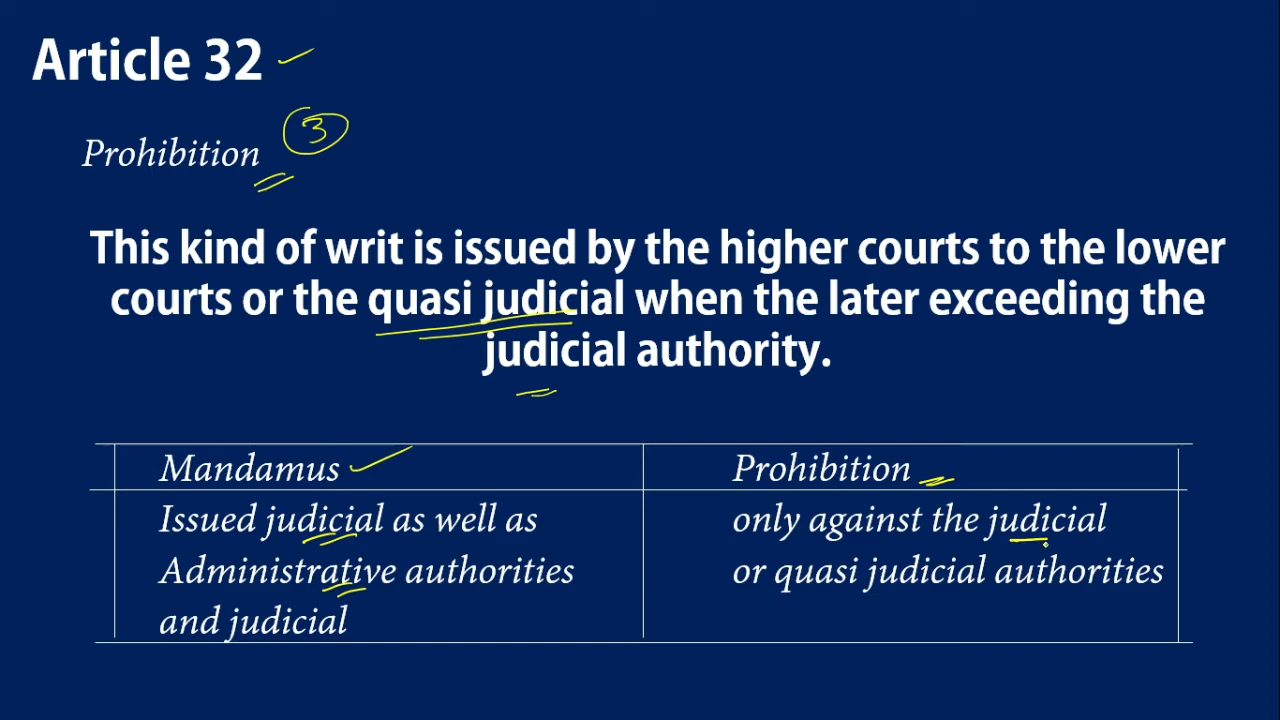 Article 32
3
Prohibition
This kind of writ is issued by the higher courts to the lower
courts or the quasi judicial when the later exceeding the
judicial authority.
Mandamus
Prohibition
Issued judicial as well as
only against the judicial
Administrative authorities
or quasi judicial authorities
and judicial